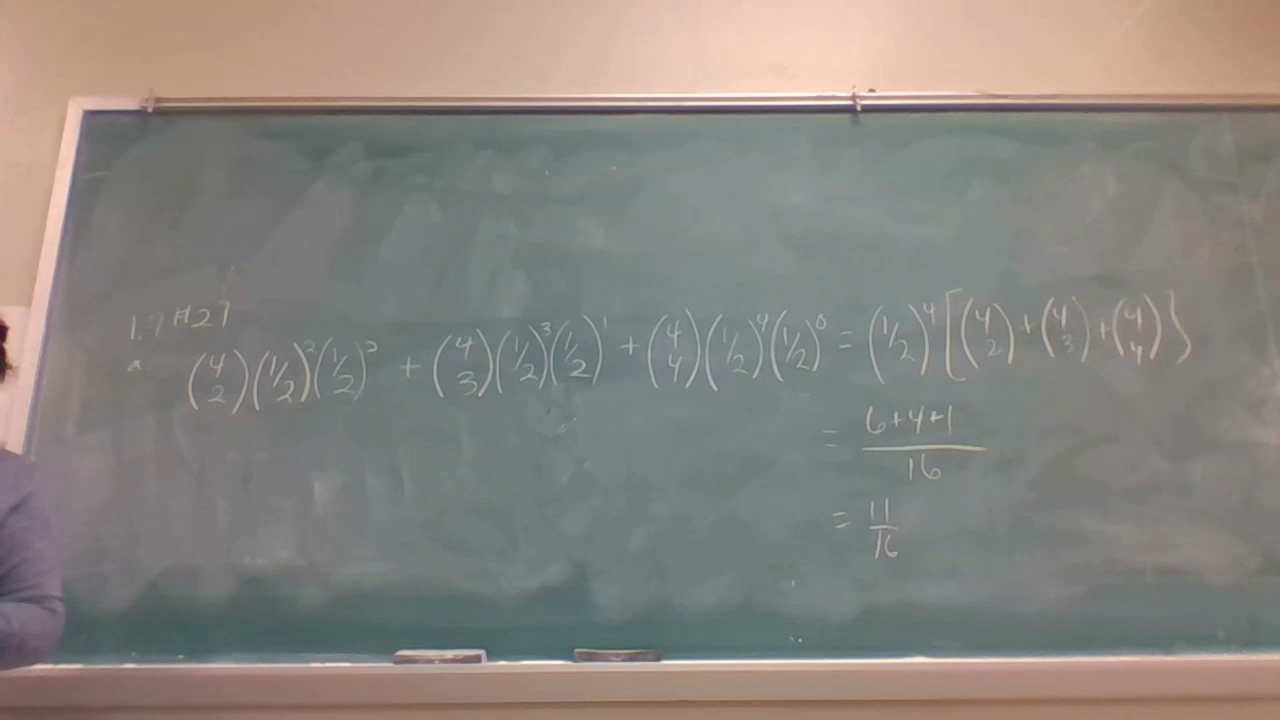 1.7 #27
a. (4 2)(1/2)^2(1/2)^2 + (4 3)(1/2)^3(1/2)^1 + (4 4)(1/2)^4(1/2)^0 = (1/2)^4 [(4 2) + (4 3) + (4 4)}
= (6+4+1)/16
= 11/16